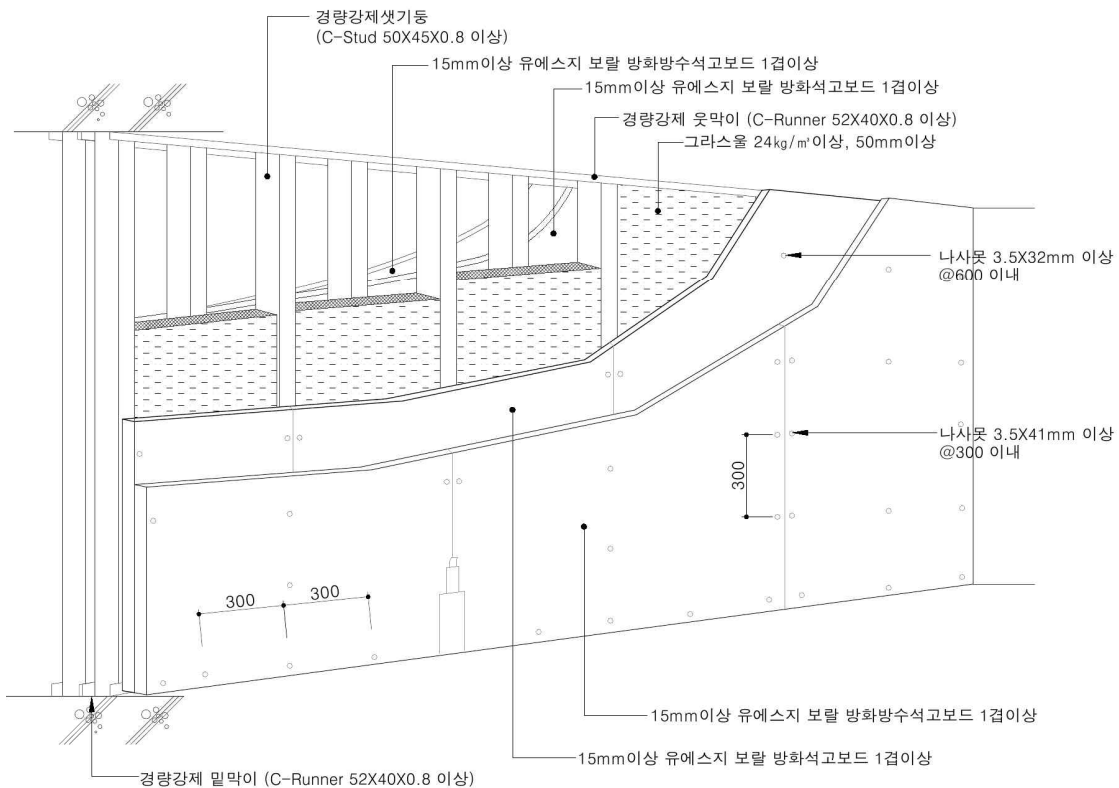 경량강제샛기둥
(C-Stud 50X45X0.8 이상)
15mm이상 유에스지 보랄 방화방수석고보드 1겹이상
15mm이상 유에스지 보랄 방화석고보드 1겹이상
경량강제 윗막이 (C-Runner 52X40X0.8 이상)
그라스울 24kg/㎥이상, 50mm이상
나사못 3.5X32mm 이상
@600 이내
나사못 3.5X41mm 이상
@300 이내
300
300
300
15mm이상 유에스지 보랄 방화방수석고보드 1겹이상
15mm이상 유에스지 보랄 방화석고보드 1겹이상
경량강제 밑막이 (C-Runner 52X40X0.8 이상)